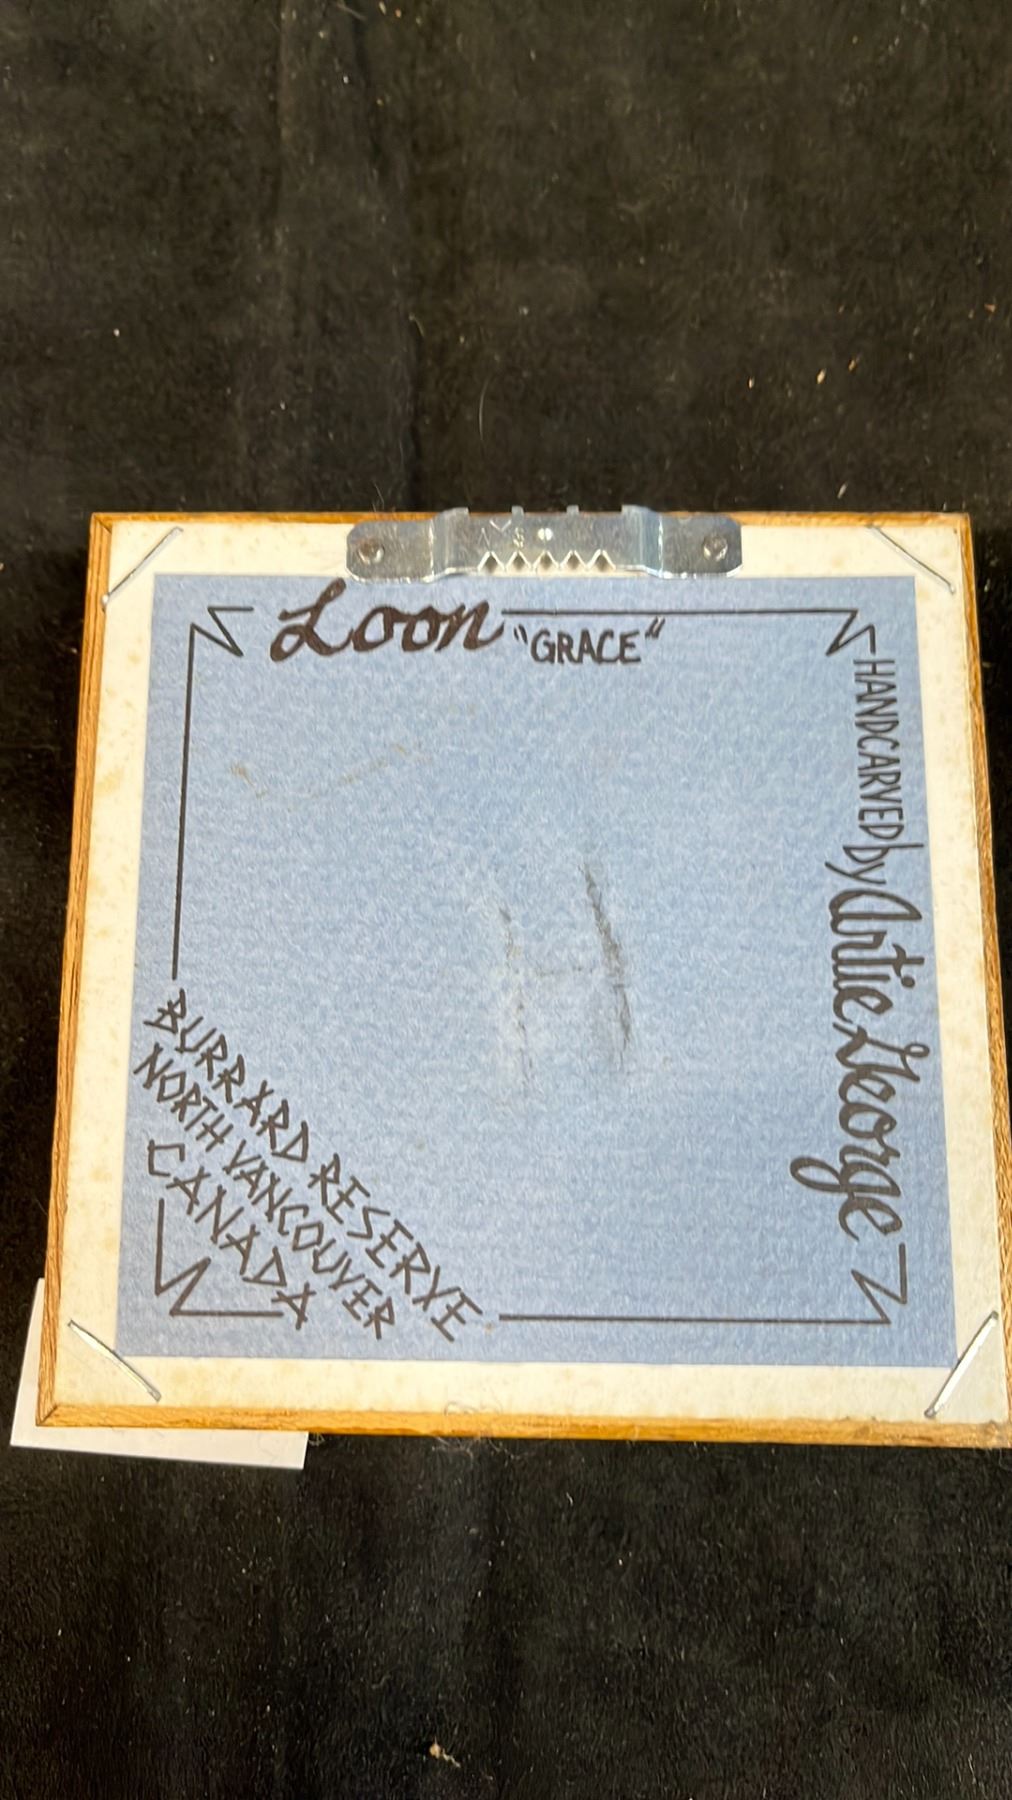 Loon "GRACE"
HANDCARVED by Artie George
BURRARD RESERVE
NORTH VANCOUVER
CANADA